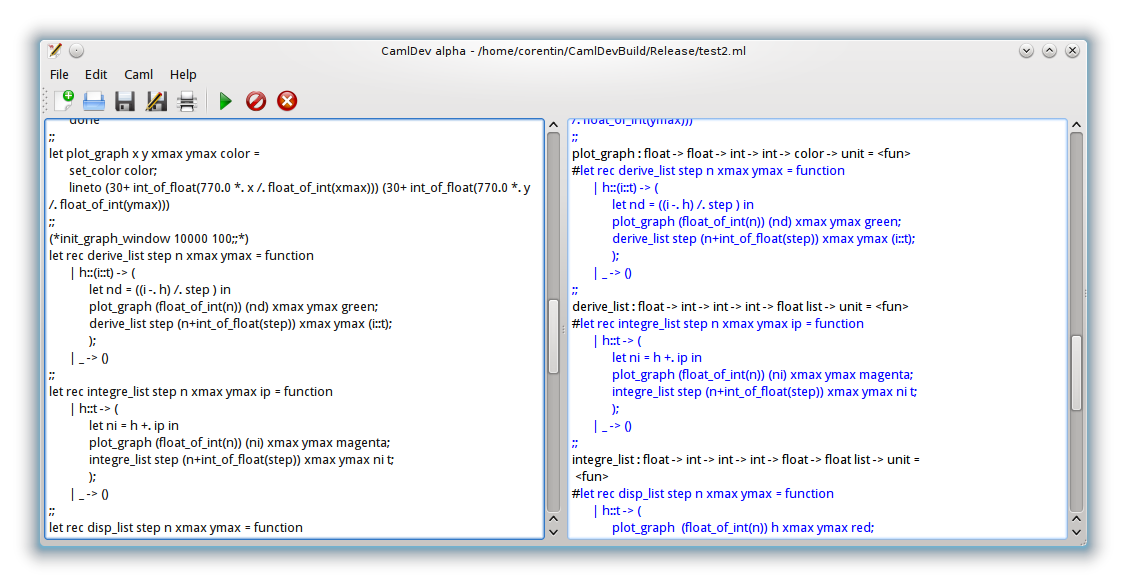 CamlDev alpha - /home/corentin/CamlDevBuild/Release/test2.ml
File Edit Caml Help
done
;;
let plot_graph x y xmax ymax color =
set_color color;
lineto (30+ int_of_float(770.0 *. x /. float_of_int(xmax))) (30+ int_of_float(770.0 *. y
/. float_of_int(ymax)))
;;
(*init_graph_window 10000 100;;*)
let rec derive_list step n xmax ymax = function
| h::(i::t) -> (
let nd = ((i -. h) /. step ) in
plot_graph (float_of_int(n)) (nd) xmax ymax green;
derive_list step (n+int_of_float(step)) xmax ymax (i::t);
);
| _ -> ()
;;
let rec integre_list step n xmax ymax ip = function
| h::t -> (
let ni = h +. ip in
plot_graph (float_of_int(n)) (ni) xmax ymax magenta;
integre_list step (n+int_of_float(step)) xmax ymax ni t;
);
| _ -> ()
;;
let rec disp_list step n xmax ymax = function
/. float_of_int(ymax)))
;;
plot_graph : float -> float -> int -> int -> color -> unit = <fun>
#let rec derive_list step n xmax ymax = function
| h::(i::t) -> (
let nd = ((i -. h) /. step ) in
plot_graph (float_of_int(n)) (nd) xmax ymax green;
derive_list step (n+int_of_float(step)) xmax ymax (i::t);
);
| _ -> ()
;;
derive_list : float -> int -> int -> int -> float list -> unit = <fun>
#let rec integre_list step n xmax ymax ip = function
| h::t -> (
let ni = h +. ip in
plot_graph (float_of_int(n)) (ni) xmax ymax magenta;
integre_list step (n+int_of_float(step)) xmax ymax ni t;
);
| _ -> ()
;;
integre_list : float -> int -> int -> int -> float -> float list -> unit =
<fun>
#let rec disp_list step n xmax ymax = function
| h::t -> (
plot_graph  (float_of_int(n)) h xmax ymax red;